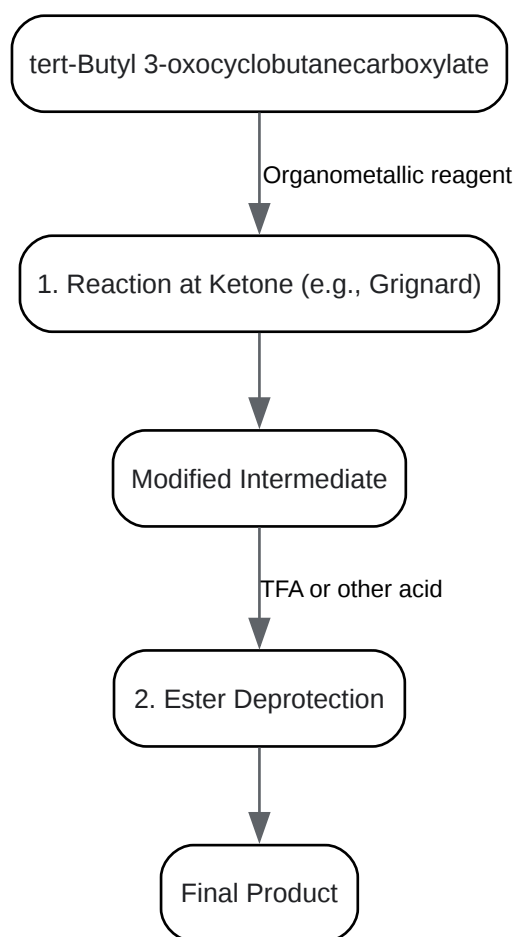 tert-Butyl 3-oxocyclobutanecarboxylate
Organometallic reagent
1. Reaction at Ketone (e.g., Grignard)
Modified Intermediate
TFA or other acid
2. Ester Deprotection
Final Product